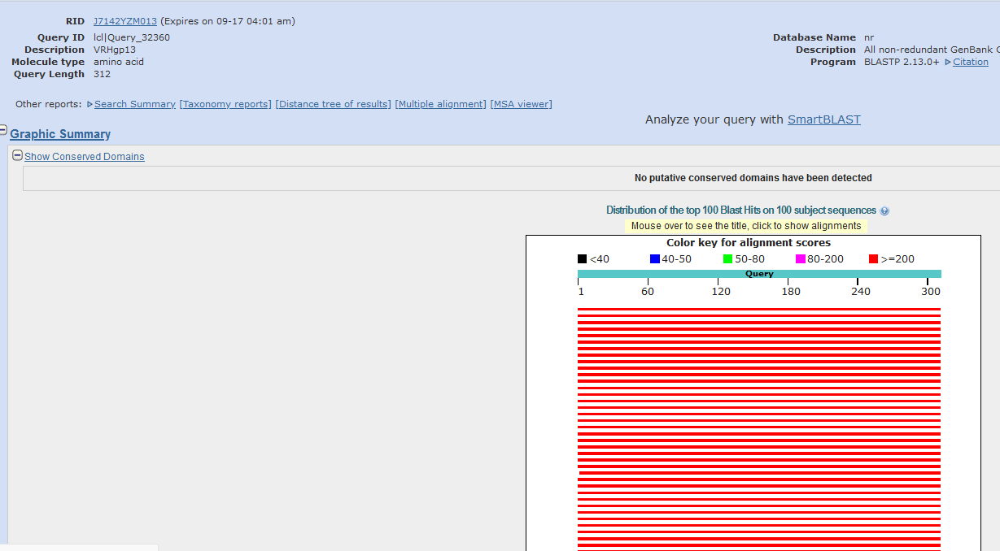 RID J7142YZM013 (Expires on 09-17 04:01 am)
Query ID lcl|Query_32360
Description VRHgp13
Molecule type amino acid
Query Length 312
Database Name nr
Description All non-redundant GenBank
Program BLASTP 2.13.0+ Citation
Other reports: Search Summary [Taxonomy reports] [Distance tree of results] [Multiple alignment] [MSA viewer]
Analyze your query with SmartBLAST
Graphic Summary
Show Conserved Domains
No putative conserved domains have been detected
Distribution of the top 100 Blast Hits on 100 subject sequences ?
Mouse over to see the title, click to show alignments
Color key for alignment scores
<40 40-50 50-80 80-200 >=200
Query
1 60 120 180 240 300